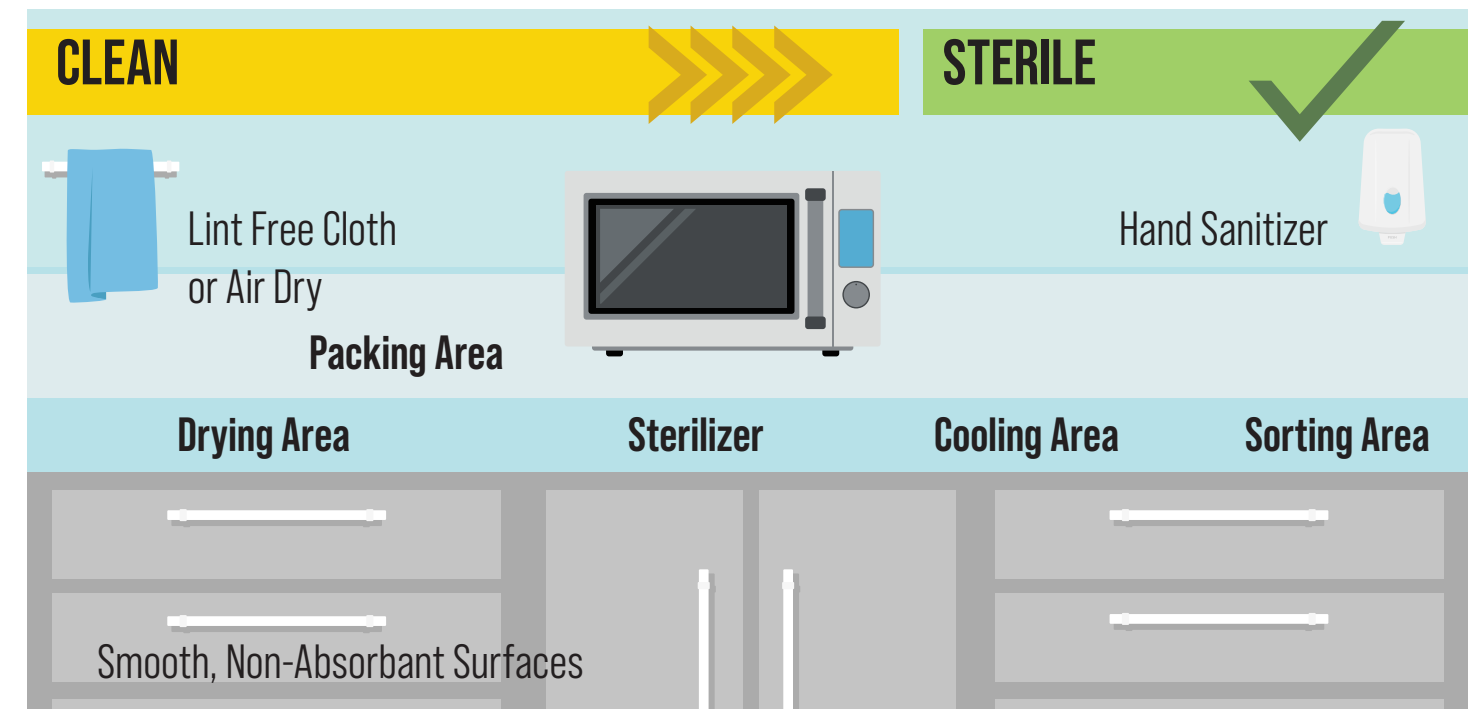 CLEAN
STERILE
Lint Free Cloth
or Air Dry
Hand Sanitizer
Packing Area
Drying Area
Sterilizer
Cooling Area
Sorting Area
Smooth, Non-Absorbant Surfaces